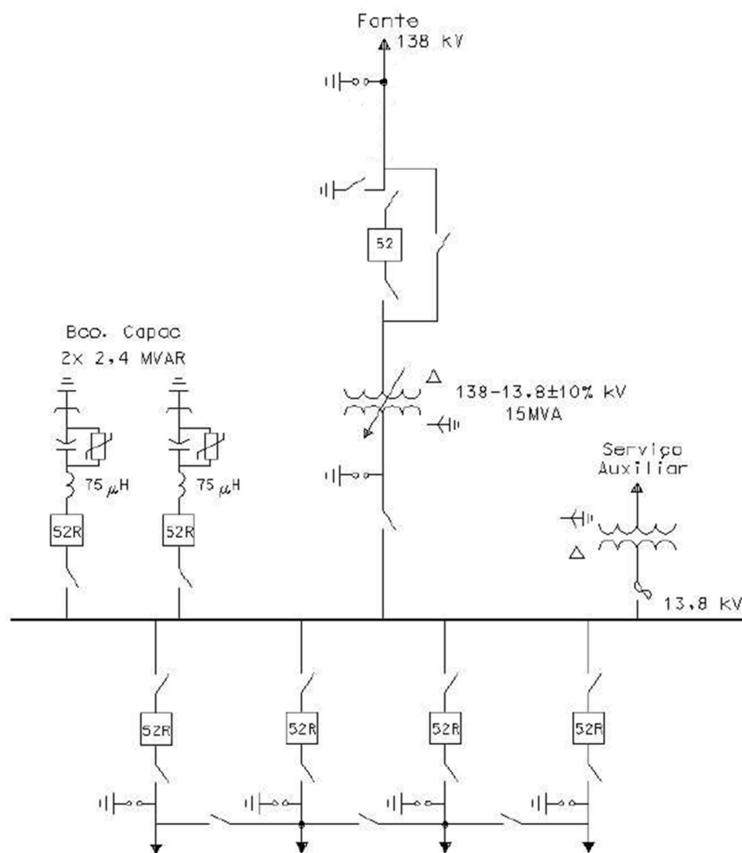 Fonte
138 kV
52
Bco. Capac
2x 2,4 MVAR
138-13.8±10% kV
15MVA
Serviço
Auxiliar
75 μH
75 μH
52R
52R
13.8 kV
52R
52R
52R
52R